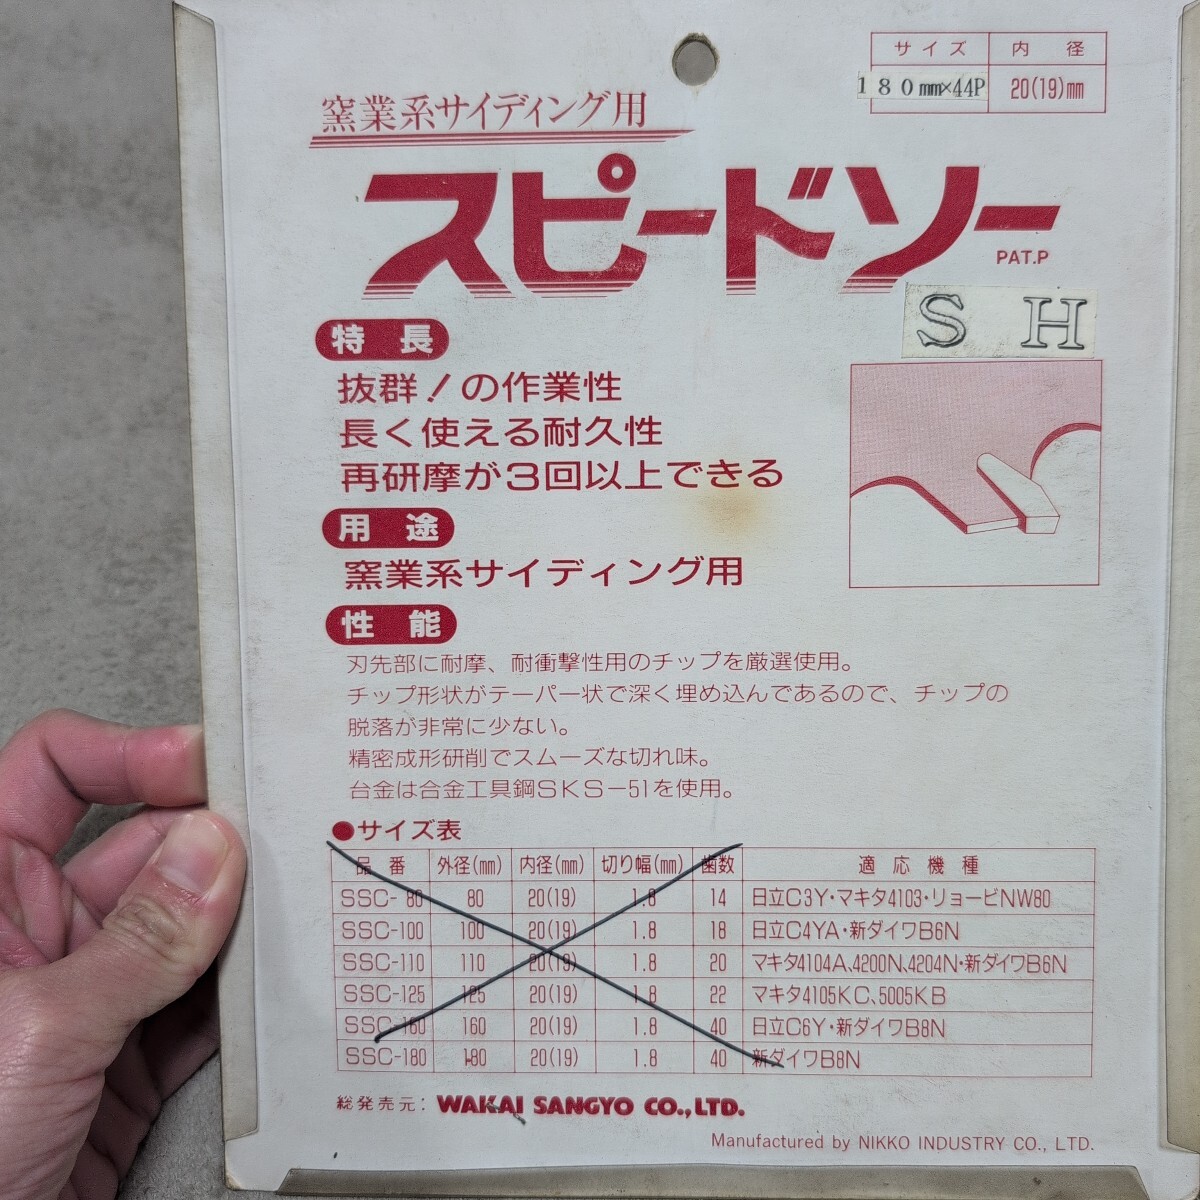 サイズ 内径
180mm×44P 20(19)mm
窯業系サイディング用
スピードソー
PAT.P
SH
特長
抜群！の作業性
長く使える耐久性
再研摩が3回以上できる
用途
窯業系サイディング用
性能
刃先部に耐摩、耐衝撃性用のチップを厳選使用。
チップ形状がテーパー状で深く埋め込んであるので、チップの
脱落が非常に少ない。
精密成形研削でスムーズな切れ味。
台金は合金工具鋼SKS-51を使用。
●サイズ表
品番 外径(mm) 内径(mm) 切り幅(mm) 歯数 適応機種
SSC-80 80 20(19) 1.8 14 日立C3Y・マキタ4103・リョービNW80
SSC-100 100 20(19) 1.8 18 日立C4YA・新ダイワB6N
SSC-110 110 20(19) 1.8 20 マキタ4104A、4200N、4204N・新ダイワB6N
SSC-125 125 20(19) 1.8 22 マキタ4105KC、5005KB
SSC-160 160 20(19) 1.8 40 日立C6Y・新ダイワB8N
SSC-180 180 20(19) 1.8 40 新ダイワB8N
総発売元: WAKAI SANGYO CO.,LTD.
Manufactured by NIKKO INDUSTRY CO., LTD.